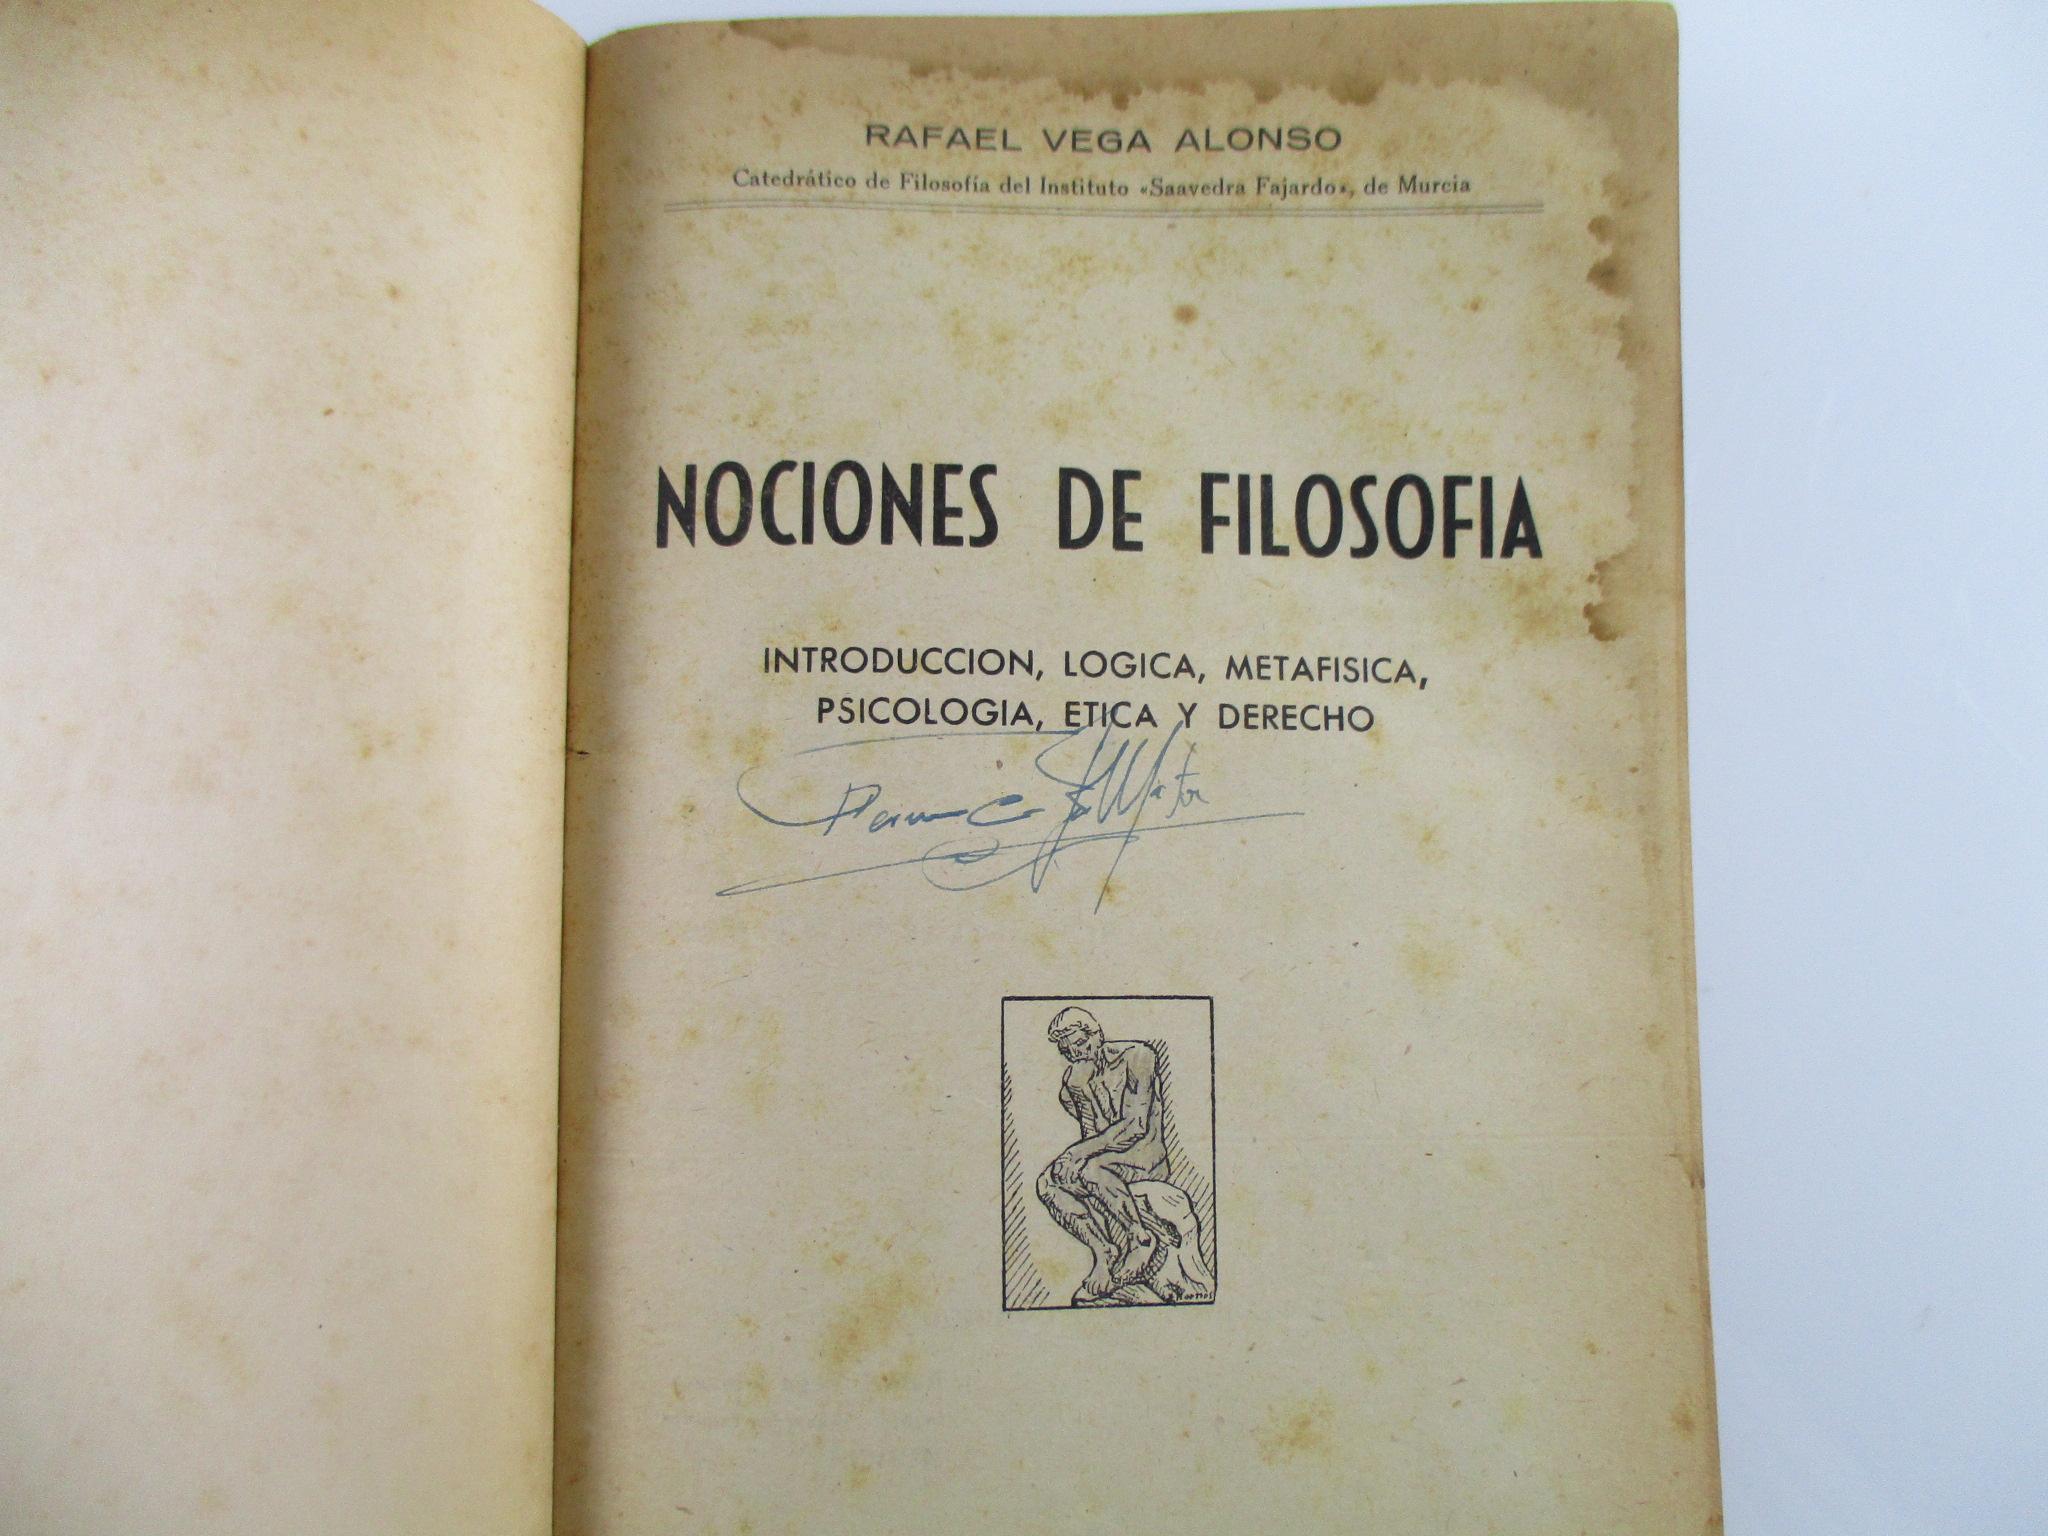 RAFAEL VEGA ALONSO
Catedrático de Filosofía del Instituto «Saavedra Fajardo», de Murcia
NOCIONES DE FILOSOFIA
INTRODUCCION, LOGICA, METAFISICA,
PSICOLOGIA, ETICA Y DERECHO